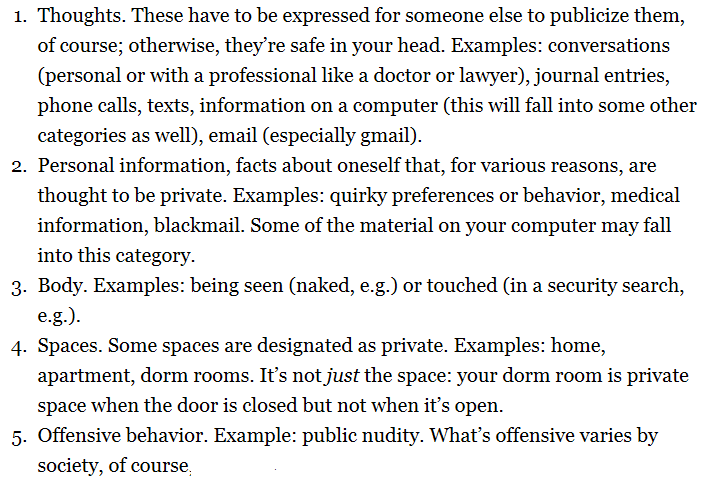 1. Thoughts. These have to be expressed for someone else to publicize them,
of course; otherwise, they're safe in your head. Examples: conversations
(personal or with a professional like a doctor or lawyer), journal entries,
phone calls, texts, information on a computer (this will fall into some other
categories as well), email (especially gmail).
2. Personal information, facts about oneself that, for various reasons, are
thought to be private. Examples: quirky preferences or behavior, medical
information, blackmail. Some of the material on your computer may fall
into this category.
3. Body. Examples: being seen (naked, e.g.) or touched (in a security search,
e.g.).
4. Spaces. Some spaces are designated as private. Examples: home,
apartment, dorm rooms. It's not just the space: your dorm room is private
space when the door is closed but not when it's open.
5. Offensive behavior. Example: public nudity. What's offensive varies by
society, of course.